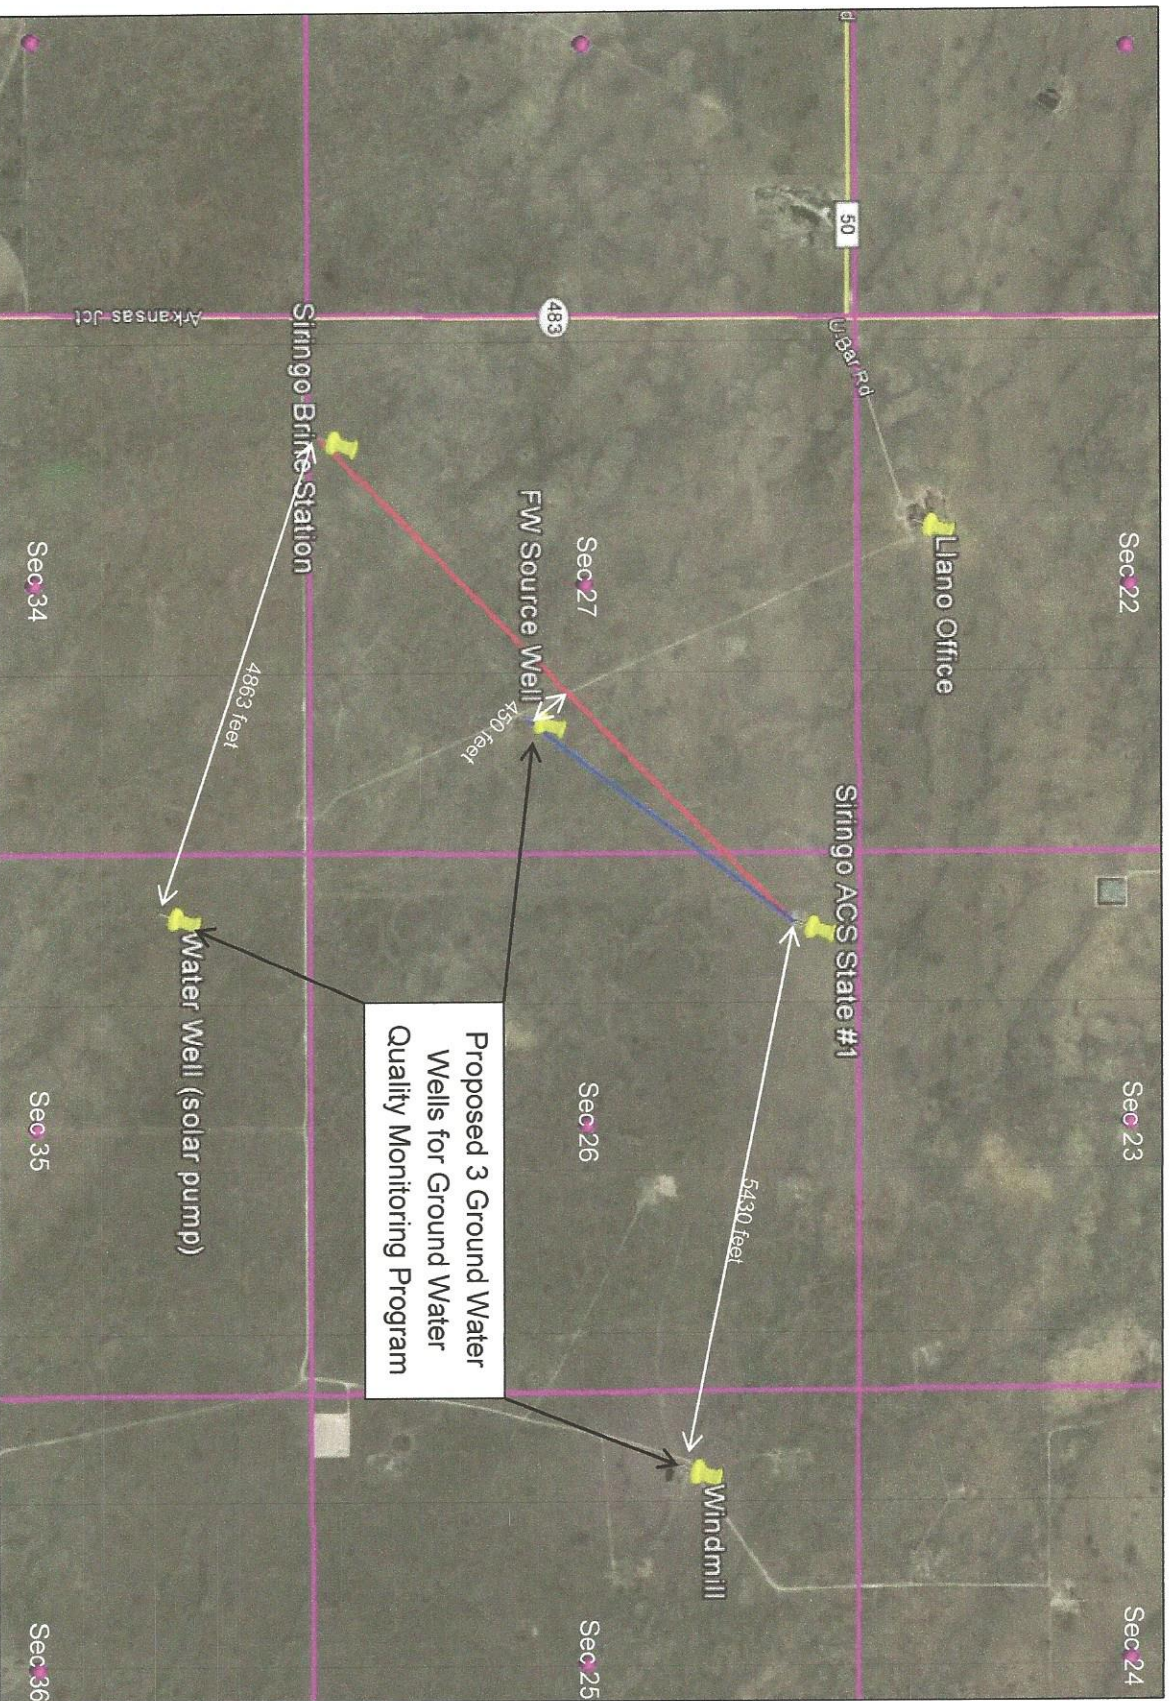 Sec 22
Sec 23
Sec 24
Llano Office
d
50
U Bar Rd
Siringo ACS State #1
5430 feet
Windmill
483
Sec 27
Sec 26
Sec 25
FW Source Well
450 feet
Proposed 3 Ground Water
Wells for Ground Water
Quality Monitoring Program
Siringo Brine Station
4863 feet
Arkansas Jct
Water Well (solar pump)
Sec 34
Sec 35
Sec 36